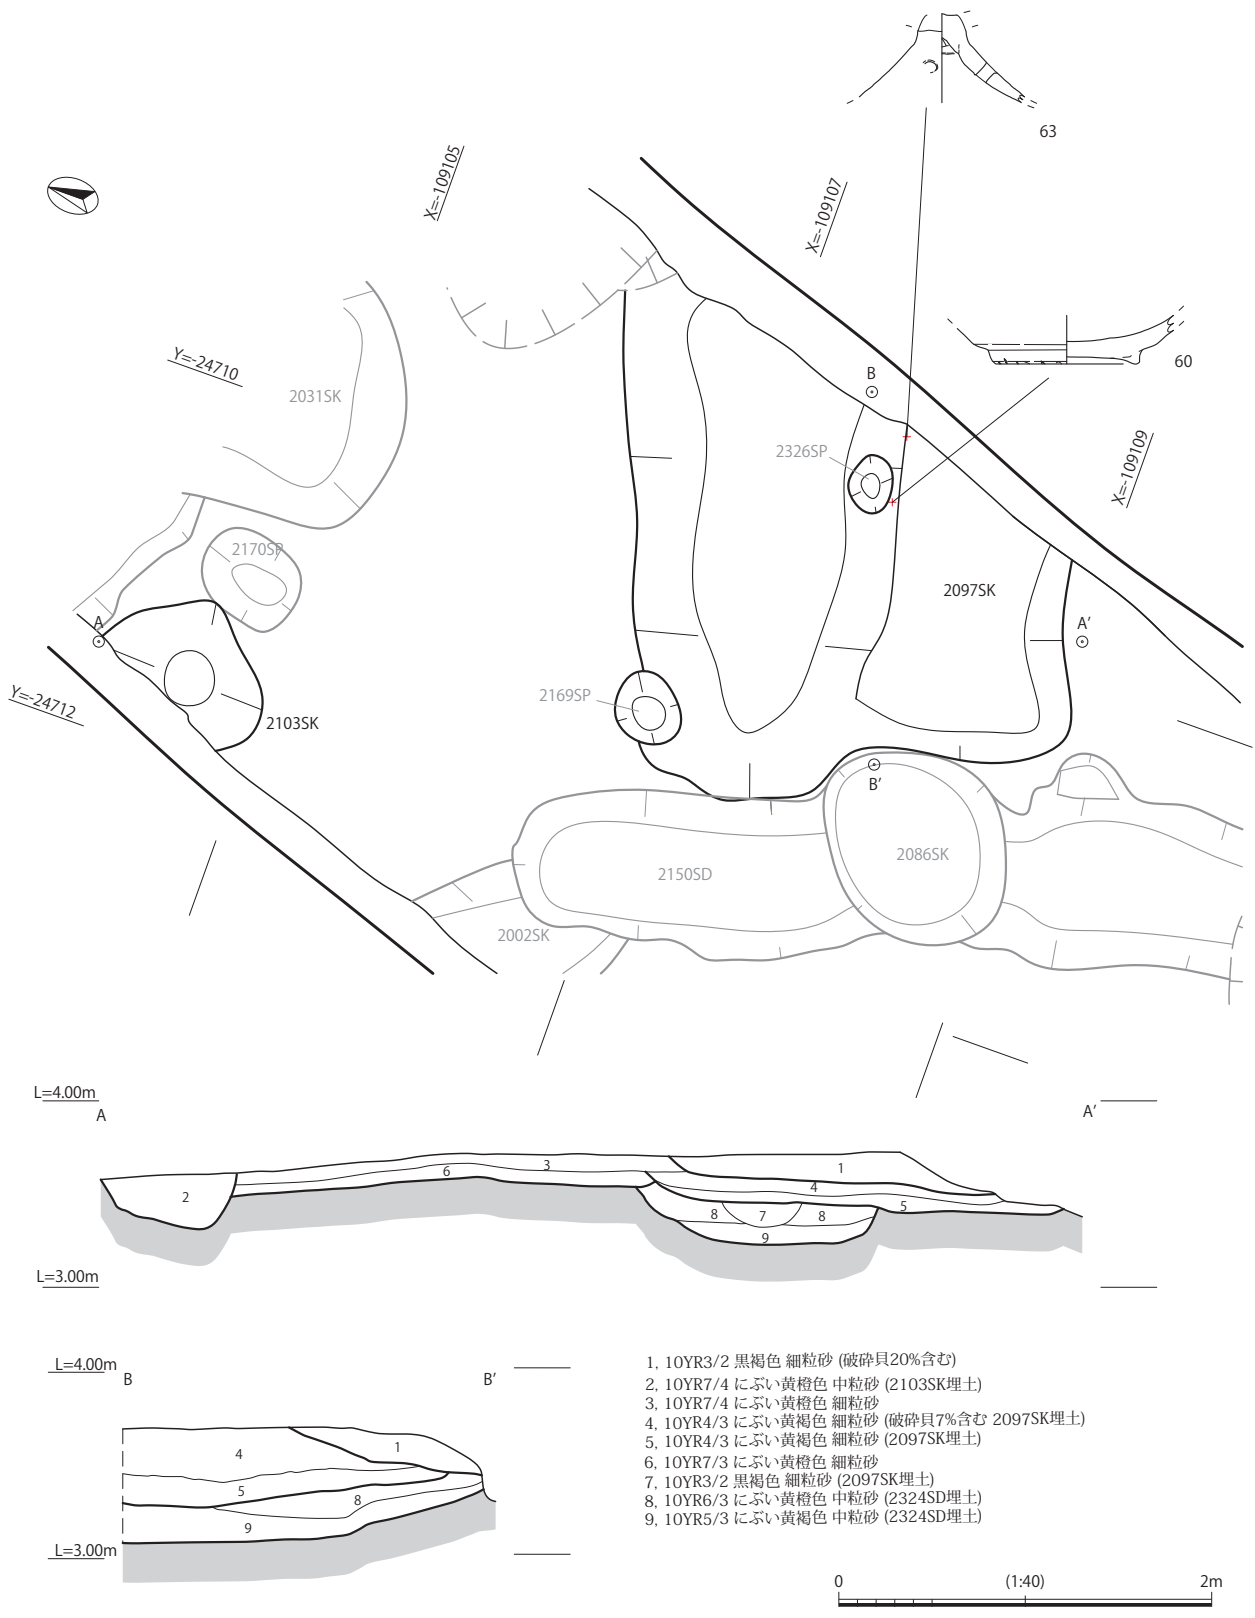 63
X=-109105
X=-109107
Y=-24710
60
2031SK
B
2326SP
X=-109109
2170SP
2097SK
A
A′
Y=-24712
2169SP
2103SK
B′
2086SK
2150SD
2002SK
L=4.00m
A
A′
1
3
6
4
2
5
8
7
8
9
L=3.00m
L=4.00m
B
B′
1
4
5
8
9
L=3.00m
1, 10YR3/2 黒褐色 細粒砂 (破砕貝20%含む)
2, 10YR7/4 にぶい黄橙色 中粒砂 (2103SK埋土)
3, 10YR7/4 にぶい黄橙色 細粒砂
4, 10YR4/3 にぶい黄褐色 細粒砂 (破砕貝7%含む 2097SK埋土)
5, 10YR4/3 にぶい黄褐色 細粒砂 (2097SK埋土)
6, 10YR7/3 にぶい黄橙色 細粒砂
7, 10YR3/2 黒褐色 細粒砂 (2097SK埋土)
8, 10YR6/3 にぶい黄橙色 中粒砂 (2324SD埋土)
9, 10YR5/3 にぶい黄褐色 中粒砂 (2324SD埋土)
0 (1:40) 2m